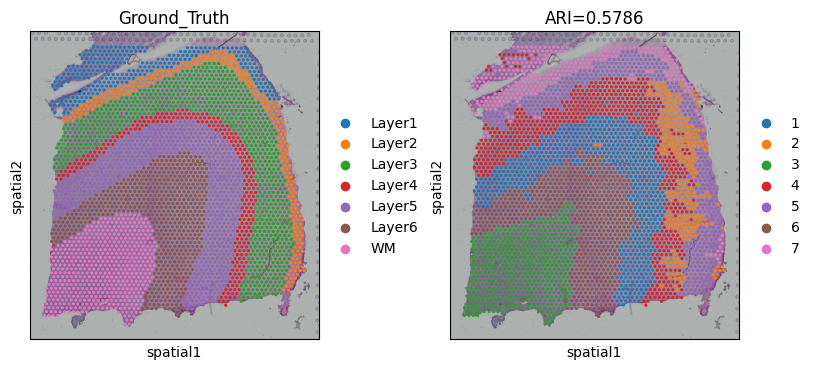 Ground_Truth
spatial2
spatial1
Layer1
Layer2
Layer3
Layer4
Layer5
Layer6
WM
ARI=0.5786
spatial2
spatial1
1
2
3
4
5
6
7